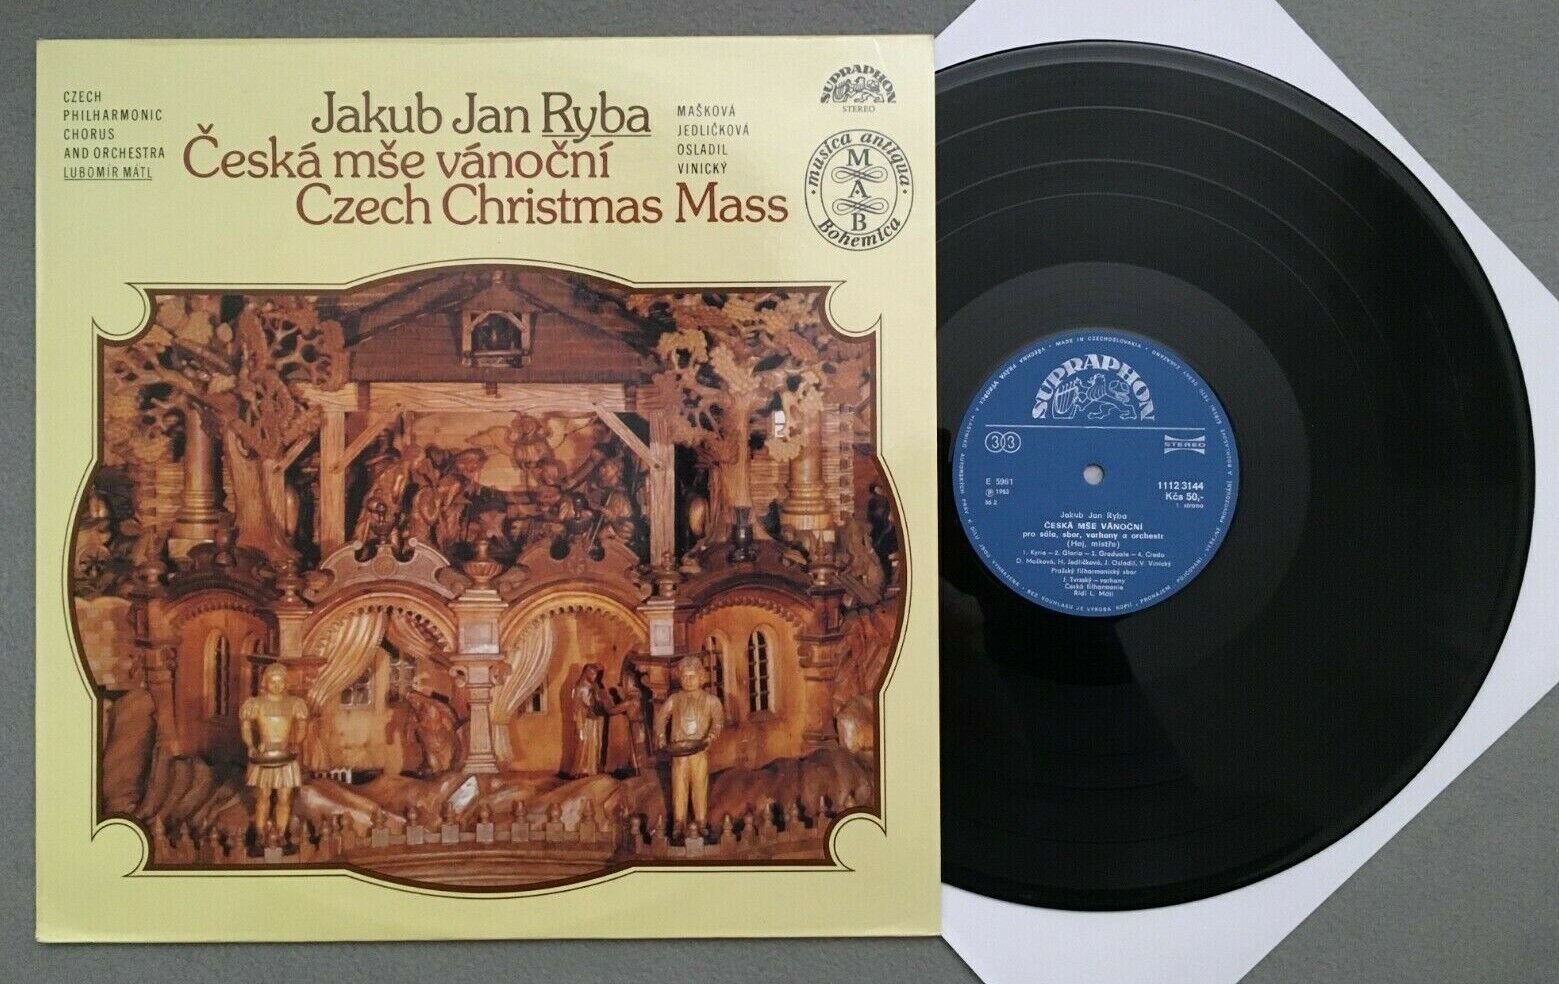 CZECH
PHILHARMONIC
CHORUS
AND ORCHESTRA
LUBOMÍR MÁTL
Jakub Jan Ryba
Česká mše vánoční
Czech Christmas Mass
MAŠKOVÁ
JEDLIČKOVÁ
OSLADIL
VINICKÝ
SUPRAPHON
STEREO
musica antiqua
M
A
B
Bohemica
MADE IN CZECHOSLOVAKIA
SUPRAPHON
33
STEREO
E 5961
Ⓟ 1983
1112 3144
Kčs 50,-
1. strana
Jakub Jan Ryba
ČESKÁ MŠE VÁNOČNÍ
pro sóla, sbor, varhany a orchestr
(Hej, mistře)
1. Kyrie – 2. Gloria – 3. Graduale – 4. Credo
D. Mašková, H. Jedličková, J. Osladil, V. Vinický
Pražský filharmonický sbor
J. Tvrzský – varhany
Česká filharmonie
Řídí L. Mátl